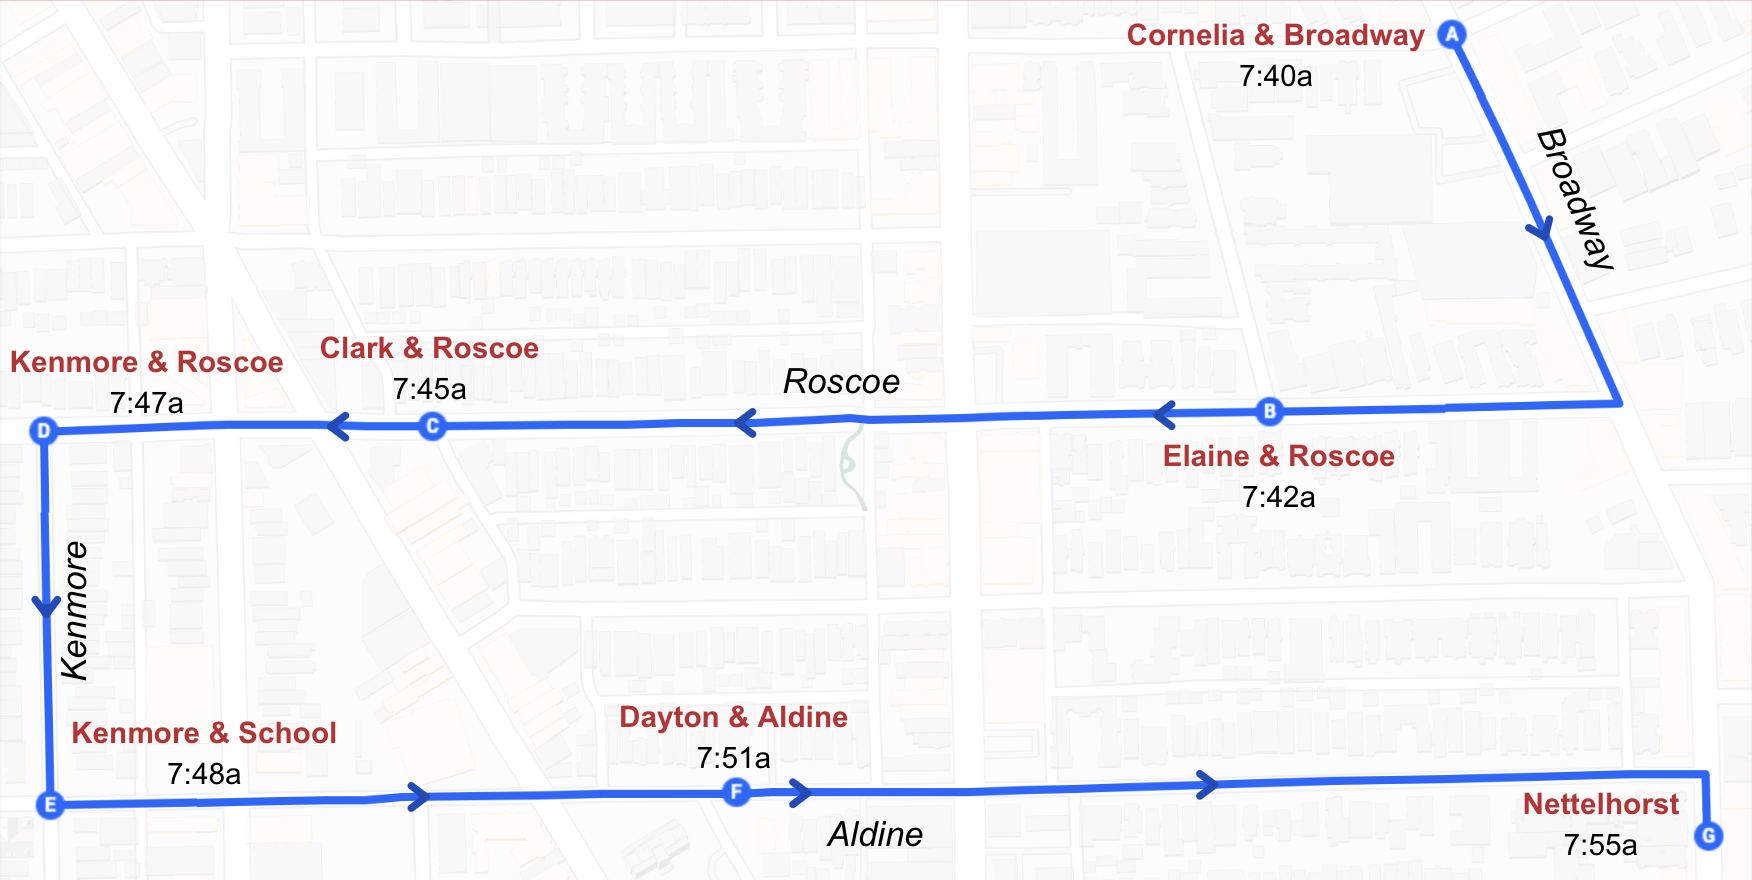 Cornelia & Broadway
7:40a
A
Broadway
Kenmore & Roscoe
7:47a
Clark & Roscoe
7:45a
Roscoe
D
C
B
Elaine & Roscoe
7:42a
Kenmore
Kenmore & School
7:48a
Dayton & Aldine
7:51a
E
F
Aldine
Nettelhorst
7:55a
G